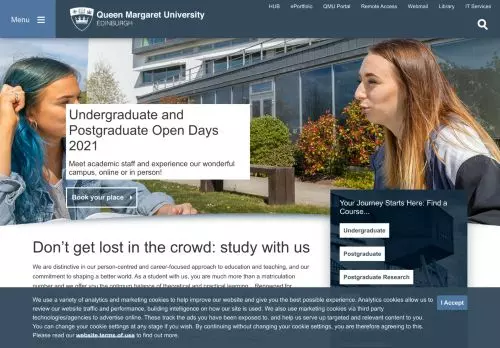 Menu
Queen Margaret University
EDINBURGH
HUB ePortfolio QMU Portal Remote Access Webmail Library IT Services
Undergraduate and
Postgraduate Open Days
2021
Meet academic staff and experience our wonderful
campus, online or in person!
Book your place
Your Journey Starts Here: Find a
Course...
Undergraduate
Postgraduate
Postgraduate Research
Don't get lost in the crowd: study with us
We are distinctive in our person-centred and career-focused approach to education and teaching, and our
commitment to shaping a better world. As a student with us, you are much more than a matriculation
number and we offer you the optimum balance of theoretical and practical learning. Renowned for
We use a variety of analytics and marketing cookies to help improve our website and give you the best possible experience. Analytics cookies allow us to
review our website traffic and performance, building intelligence on how our site is used. We also use marketing cookies via third party
technologies/agencies to advertise online. These track the ads you have been exposed to, and help us serve up targeted and relevant content to you.
You can change your cookie settings at any stage if you wish. By continuing without changing your cookie settings, you are therefore agreeing to this.
Please read our website terms of use to find out more.
I Accept